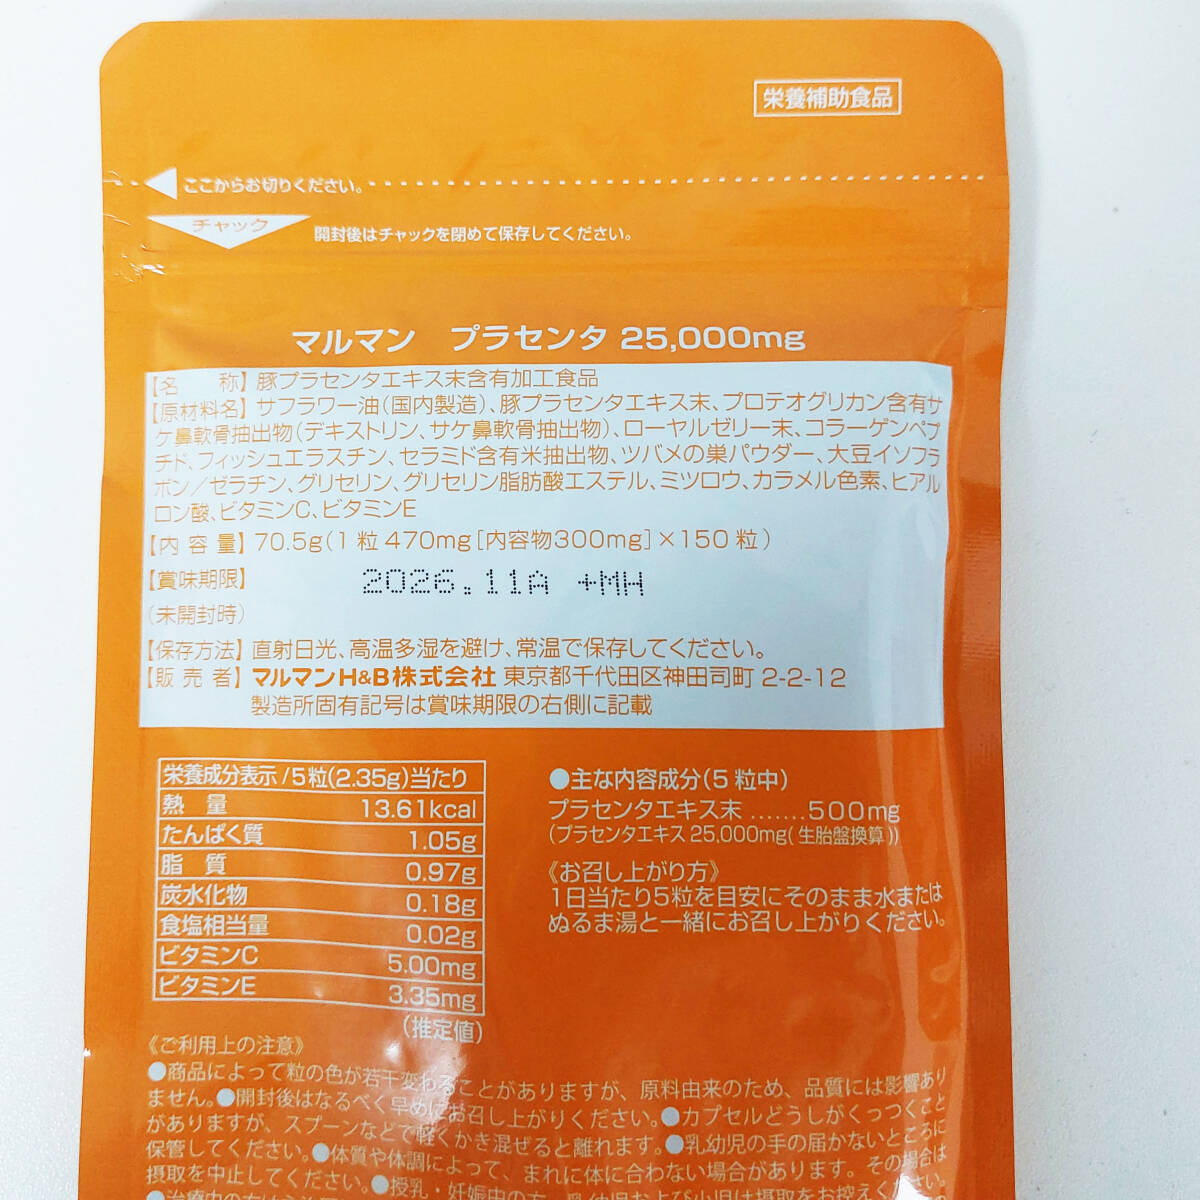 栄養補助食品
ここからお切りください。
チャック
開封後はチャックを閉めて保存してください。
マルマン プラセンタ 25,000mg
【名 称】豚プラセンタエキス末含有加工食品
【原材料名】サフラワー油(国内製造)、豚プラセンタエキス末、プロテオグリカン含有サ
ケ鼻軟骨抽出物(デキストリン、サケ鼻軟骨抽出物)、ローヤルゼリー末、コラーゲンペプ
チド、フィッシュエラスチン、セラミド含有米抽出物、ツバメの巣パウダー、大豆イソフラ
ボン/ゼラチン、グリセリン、グリセリン脂肪酸エステル、ミツロウ、カラメル色素、ヒアル
ロン酸、ビタミンC、ビタミンE
【内 容 量】70.5g(1粒470mg[内容物300mg]×150粒)
【賞味期限】 2026.11A +MH
(未開封時)
【保存方法】直射日光、高温多湿を避け、常温で保存してください。
【販 売 者】マルマンH&B株式会社 東京都千代田区神田司町 2-2-12
製造所固有記号は賞味期限の右側に記載
栄養成分表示/5粒(2.35g)当たり
熱 量 13.61kcal
たんぱく質 1.05g
脂 質 0.97g
炭水化物 0.18g
食塩相当量 0.02g
ビタミンC 5.00mg
ビタミンE 3.35mg
(推定値)
●主な内容成分(5粒中)
プラセンタエキス末 .......500mg
(プラセンタエキス 25,000mg(生胎盤換算))
《お召し上がり方》
1日当たり5粒を目安にそのまま水または
ぬるま湯と一緒にお召し上がりください。
《ご利用上の注意》
●商品によって粒の色が若干変わることがありますが、原料由来のため、品質には影響あり
ません。●開封後はなるべく早めにお召し上がりください。●カプセルどうしがくっつくこと
がありますが、スプーンなどで軽くかき混ぜると離れます。●乳幼児の手の届かないところに
保管してください。●体質や体調によって、まれに体に合わない場合があります。その場合は
摂取を中止してください。●授乳・妊娠中の方、乳幼児および小児は摂取をお控えください。